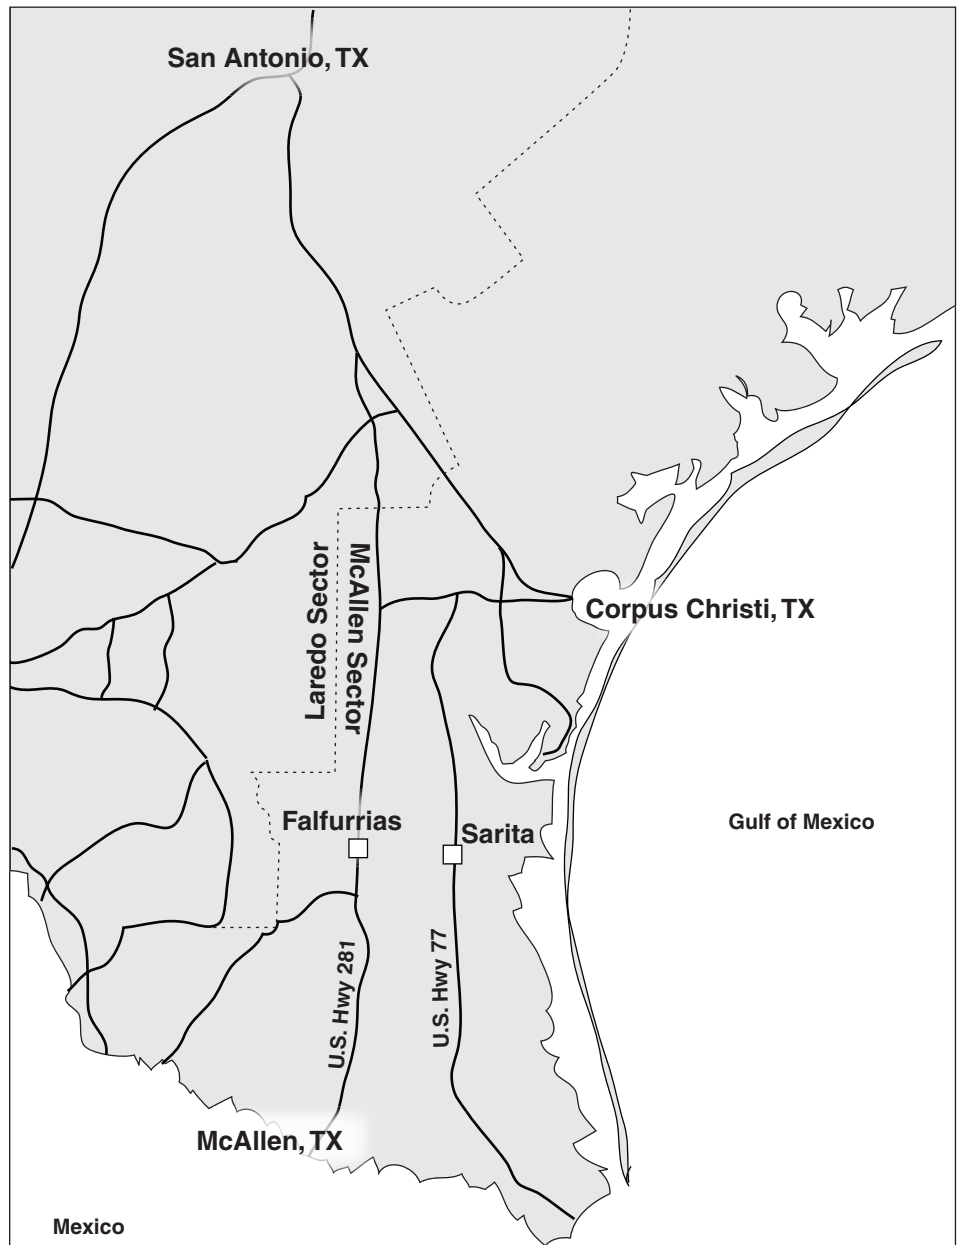 San Antonio, TX
Laredo Sector
McAllen Sector
Corpus Christi, TX
Falfurrias
Sarita
Gulf of Mexico
U.S. Hwy 281
U.S. Hwy 77
McAllen, TX
Mexico